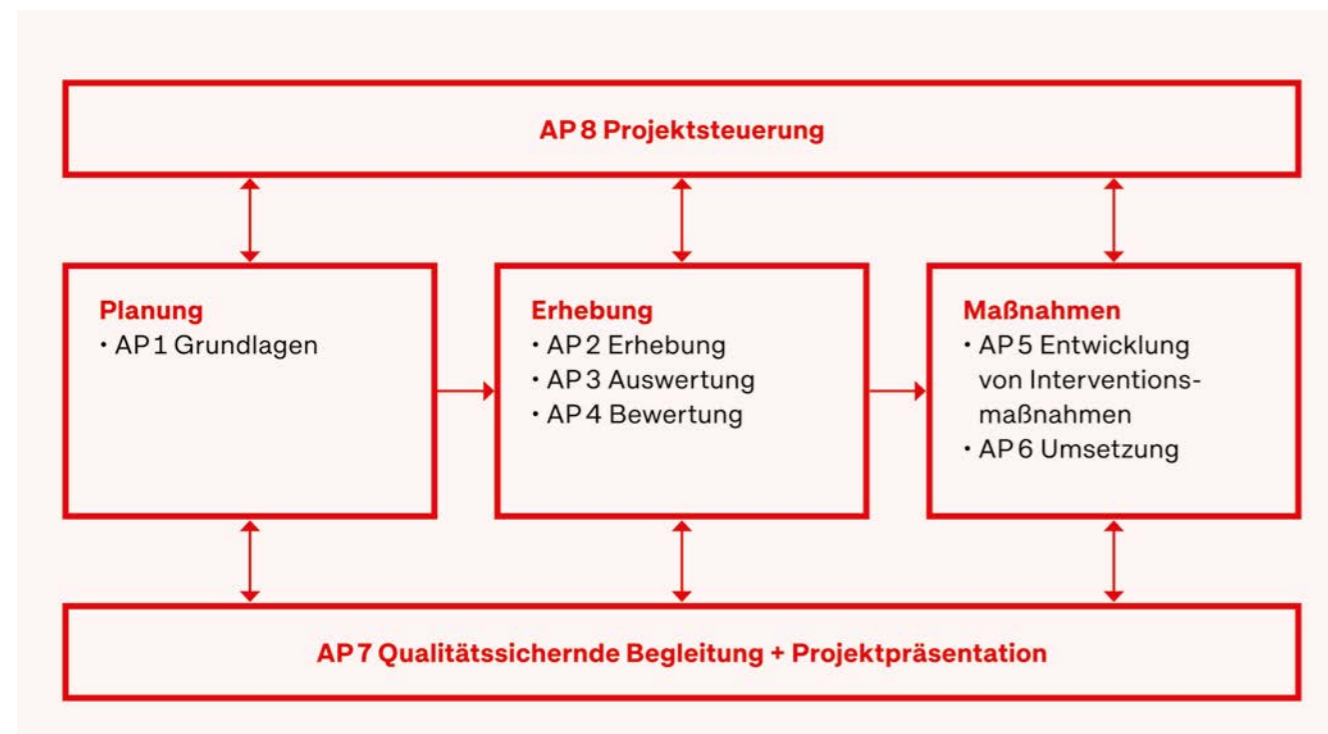 AP 8 Projektsteuerung
Planung
• AP 1 Grundlagen
Erhebung
• AP 2 Erhebung
• AP 3 Auswertung
• AP 4 Bewertung
Maßnahmen
• AP 5 Entwicklung
von Interventions-
maßnahmen
• AP 6 Umsetzung
AP 7 Qualitätssichernde Begleitung + Projektpräsentation